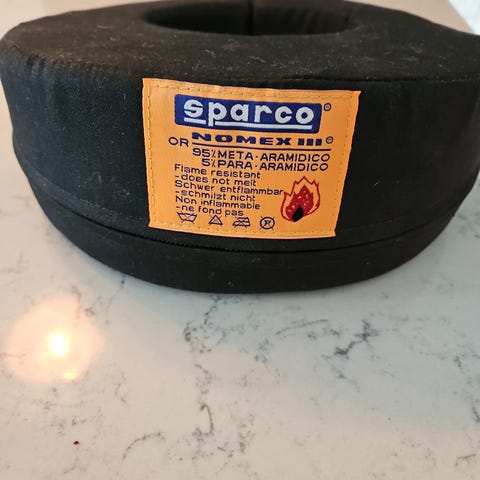 sparco®
OR NOMEX III®
95% META-ARAMIDICO
5% PARA-ARAMIDICO
Flame resistant
-does not melt
Schwer entflammbar
-schmilzt nicht
Non inflammable
-ne fond pas